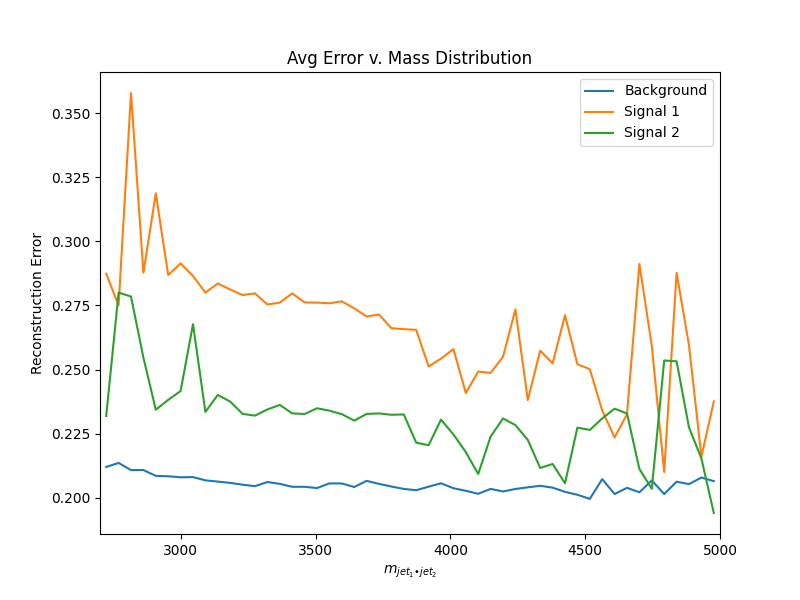 Avg Error v. Mass Distribution
Background
Signal 1
Signal 2
Reconstruction Error
0.350
0.325
0.300
0.275
0.250
0.225
0.200
3000
3500
4000
4500
5000
m_{jet_1•jet_2}